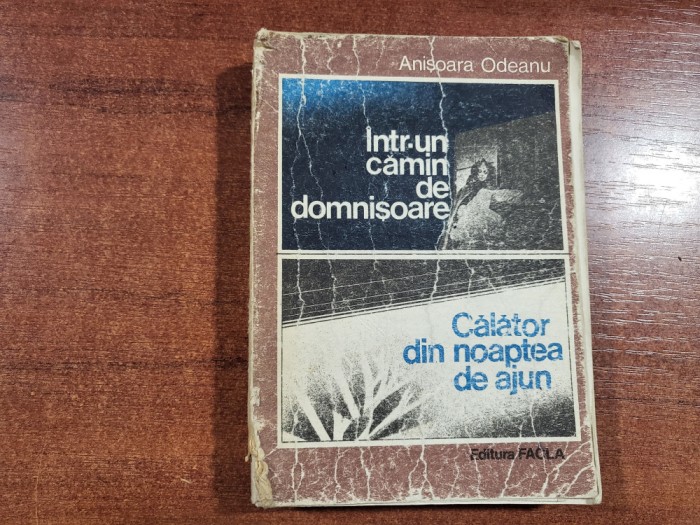 Anișoara Odeanu
Într-un
cămin
de
domnișoare
Călător
din noaptea
de ajun
Editura FACLA